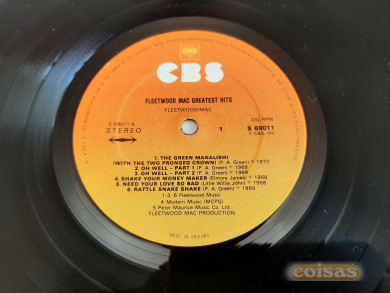 CBS
FLEETWOOD MAC GREATEST HITS
FLEETWOOD MAC
33⅓ RPM
S 69011 A
STEREO
1
S 69011
1. THE GREEN MANALISHI
(WITH THE TWO PRONGED CROWN) (P. A. Green) ℗ 1970
2. OH WELL – PART 1 (P. A. Green) ℗ 1969
3. OH WELL – PART 2 (P. A. Green) ℗ 1969
4. SHAKE YOUR MONEY MAKER (Elmore James) ℗ 1968
5. NEED YOUR LOVE SO BAD (Little Willie John) ℗ 1968
6. RATTLE SNAKE SHAKE (P. A. Green) ℗ 1969
1-3, 6 Fleetwood Music
4 Modern Music (MCPS)
5 Peter Maurice Music Co. Ltd.
FLEETWOOD MAC PRODUCTION
MADE IN ENGLAND
coisas